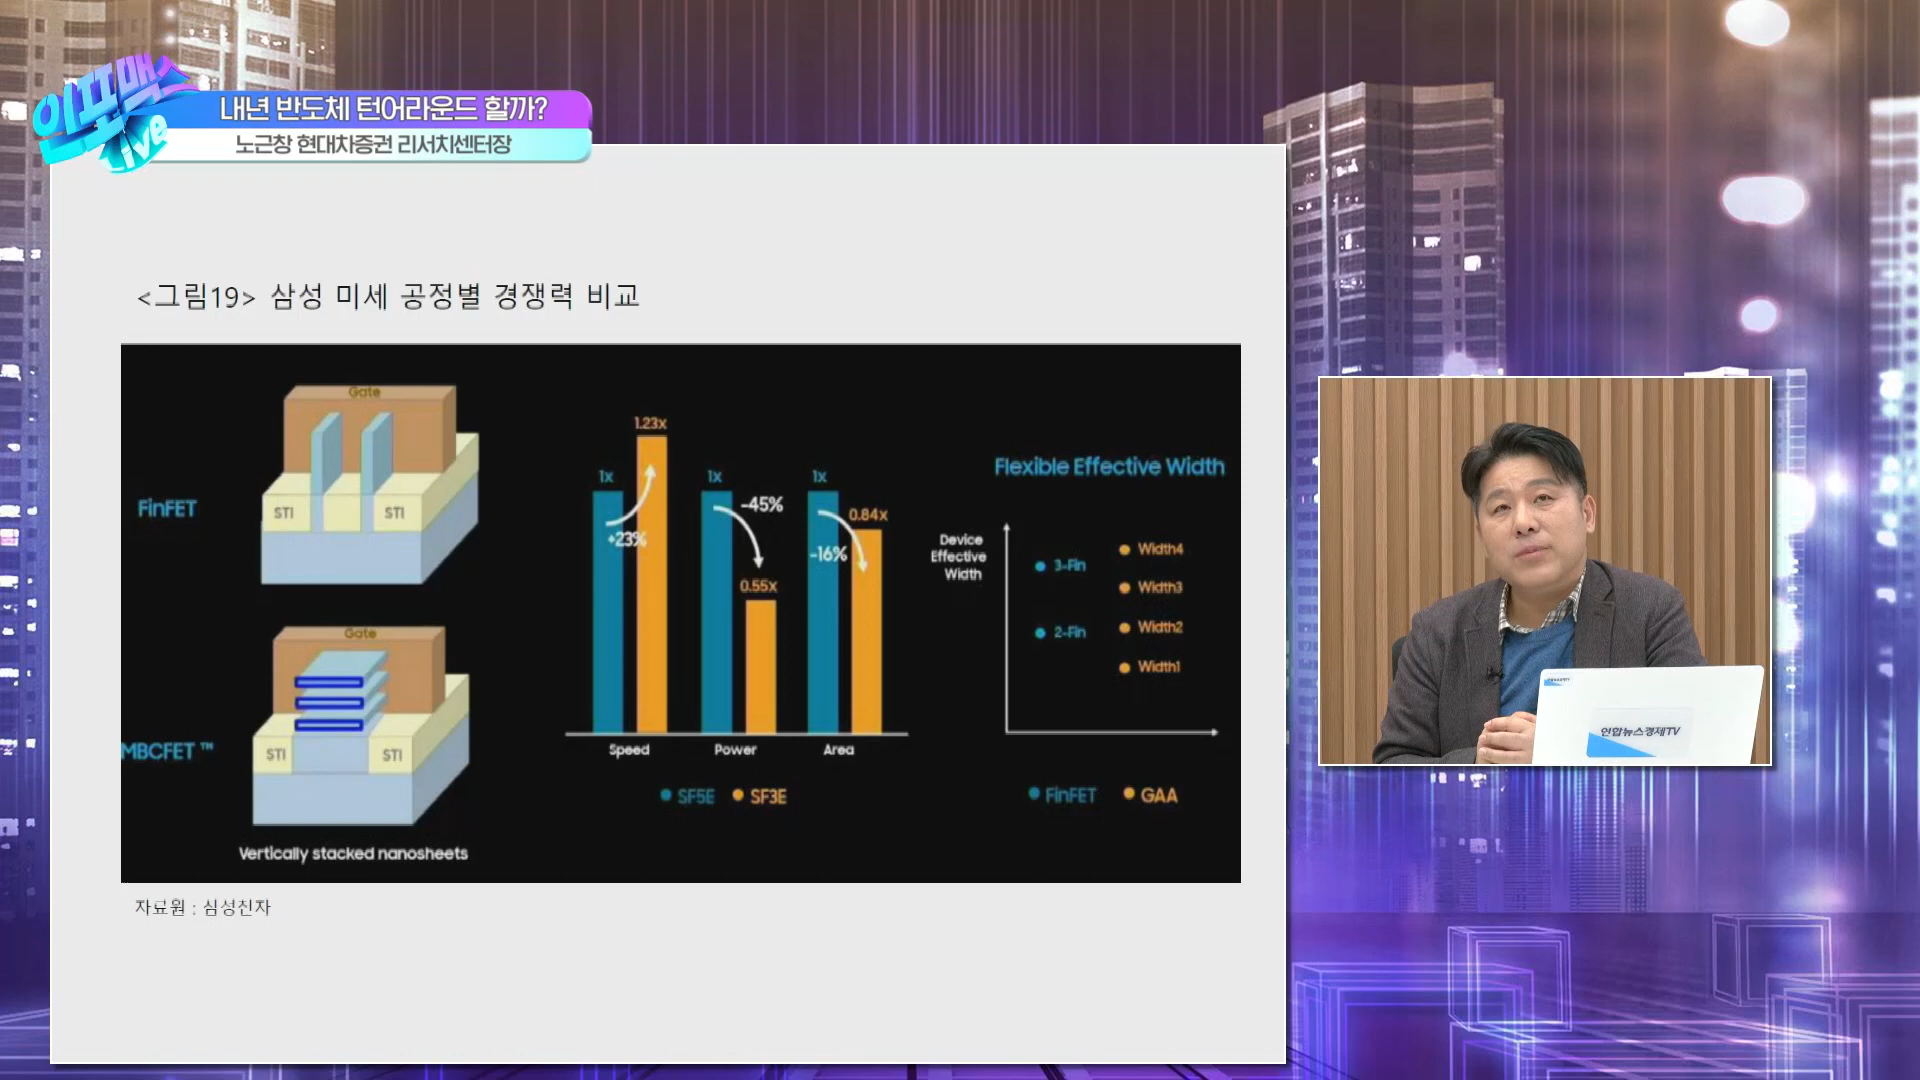 인포맥스
Live
내년 반도체 턴어라운드 할까?
노근창 현대차증권 리서치센터장
<그림19> 삼성 미세 공정별 경쟁력 비교
FinFET
Gate
STI
STI
MBCFET ™
Gate
STI
STI
Vertically stacked nanosheets
1x
1.23x
+23%
1x
-45%
0.55x
1x
-16%
0.84x
Speed
Power
Area
SF5E
SF3E
Flexible Effective Width
Device
Effective
Width
3-Fin
2-Fin
Width4
Width3
Width2
Width1
FinFET
GAA
자료원 : 삼성전자
연합뉴스경제TV